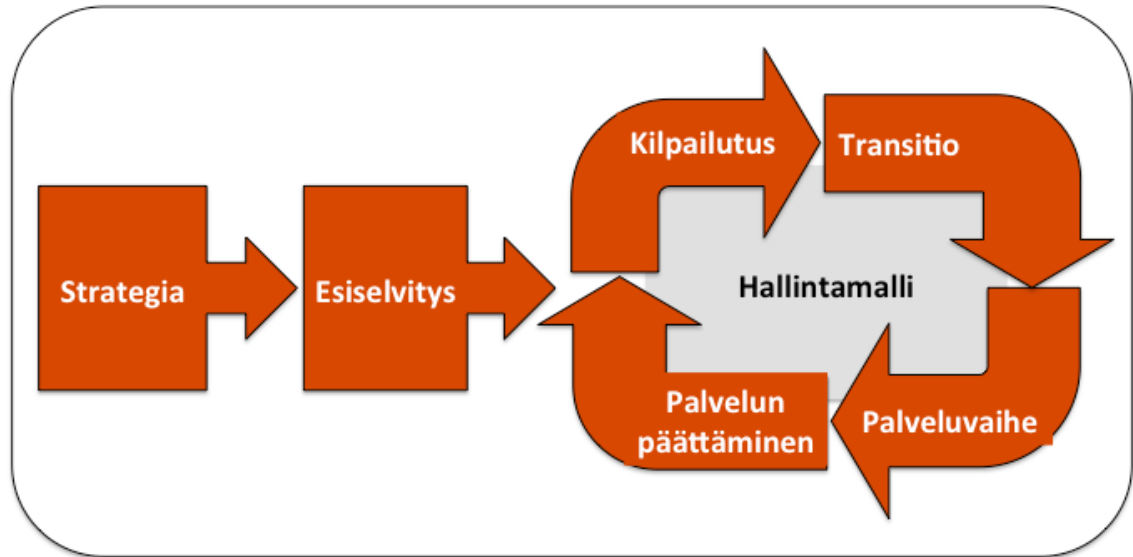 Strategia
Esiselvitys
Kilpailutus
Transitio
Hallintamalli
Palveluvaihe
Palvelun
päättäminen